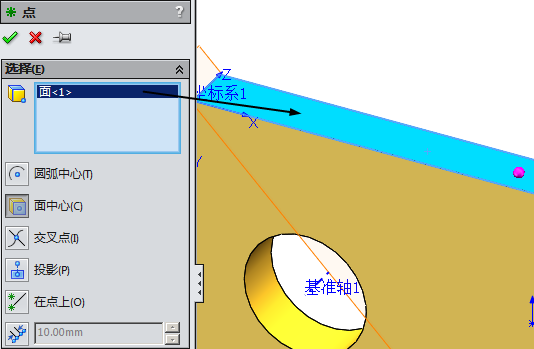 点
?
选择(E)
面<1>
圆弧中心(T)
面中心(C)
交叉点(I)
投影(P)
在点上(O)
10.00mm
Z
坐标系1
X
Y
基准轴1